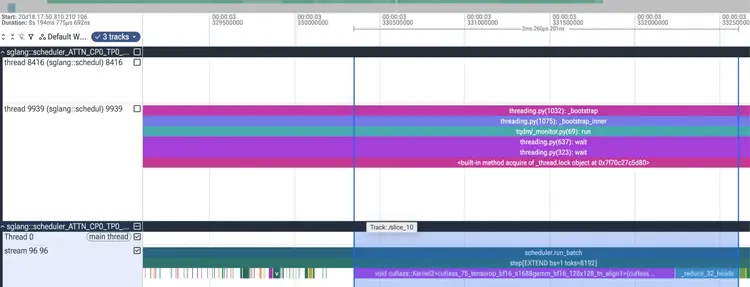 Start: 20d18.17:50.810 210 106
Duration: 8s 194ms 775µs 692ns
00:00:03 00:00:03 00:00:03 00:00:03 00:00:03 00:00:03 00:00:03
329500000 330000000 330500000 331000000 331500000 332000000 332500000
2ms 260µs 201ns
Default W... 3 tracks
sglang::scheduler_ATTN_CP0_TP0_...
thread 8416 (sglang::schedul) 8416
thread 9939 (sglang::schedul) 9939
threading.py(1032): _bootstrap
threading.py(1075): _bootstrap_inner
tqdm/_monitor.py(69): run
threading.py(637): wait
threading.py(323): wait
<built-in method acquire of _thread.lock object at 0x7f70c27c5d80>
sglang::scheduler_ATTN_CP0_TP0_...
Track: /slice_10
Thread 0 main thread
stream 96 96
scheduler.run_batch
step[EXTEND bs=1 toks=8192]
v
void cutlass::Kernel2<cutlass_75_tensorop_bf16_s1688gemm_bf16_128x128_tn_align1>(cutlass...
_reduce_32_heads